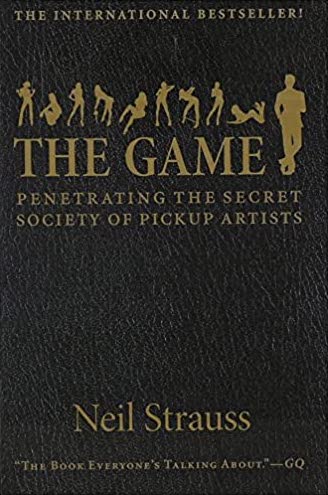 THE INTERNATIONAL BESTSELLER!
THE GAME
PENETRATING THE SECRET
SOCIETY OF PICKUP ARTISTS
Neil Strauss
"THE BOOK EVERYONE'S TALKING ABOUT."—GQ